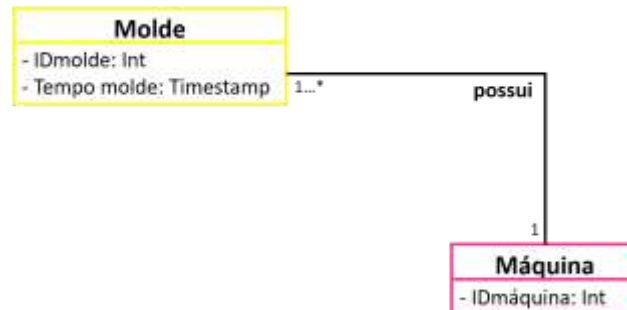 Molde
- IDmolde: Int
- Tempo molde: Timestamp
1...*
possui
1
Máquina
- IDmáquina: Int